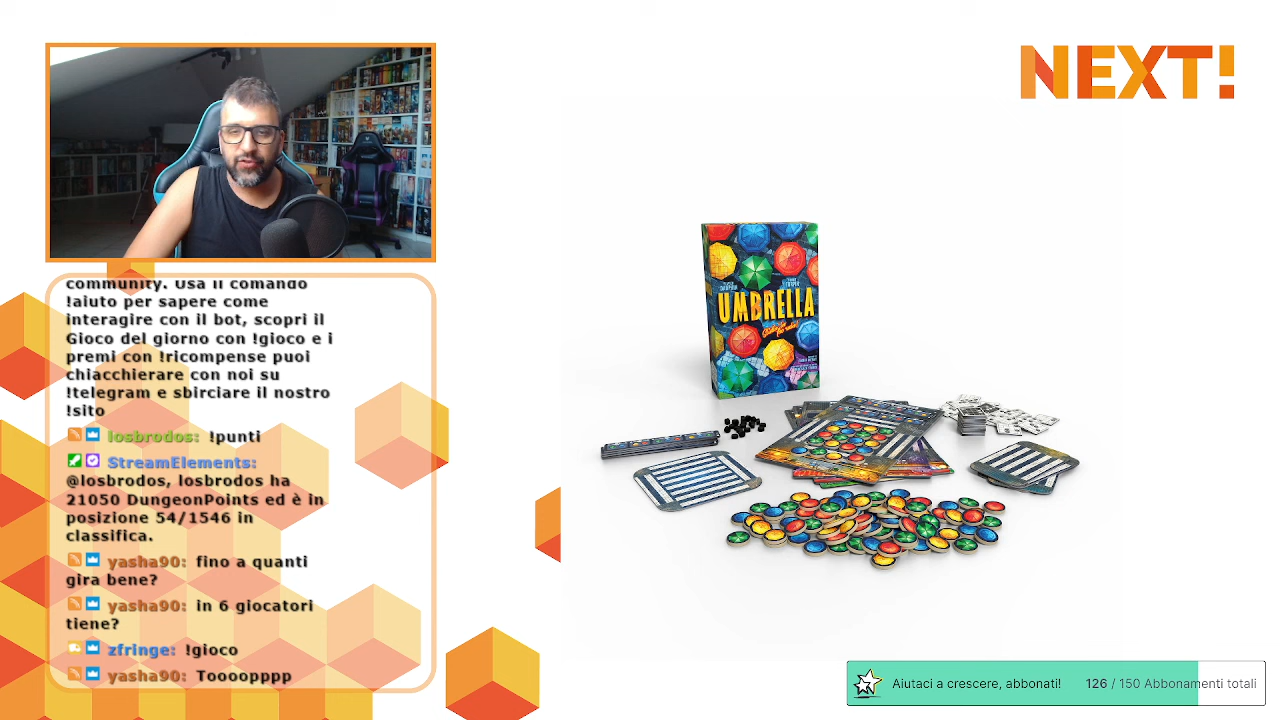 NEXT!
UMBRELLA
community. Usa il comando
!aiuto per sapere come
interagire con il bot, scopri il
Gioco del giorno con !gioco e i
premi con !ricompense puoi
chiacchierare con noi su
!telegram e sbirciare il nostro
!sito
losbrodos: !punti
StreamElements:
@losbrodos, losbrodos ha
21050 DungeonPoints ed è in
posizione 54/1546 in
classifica.
yasha90: fino a quanti
gira bene?
yasha90: in 6 giocatori
tiene?
zfringe: !gioco
yasha90: Toooopppp
Aiutaci a crescere, abbonati! 126 / 150 Abbonamenti totali